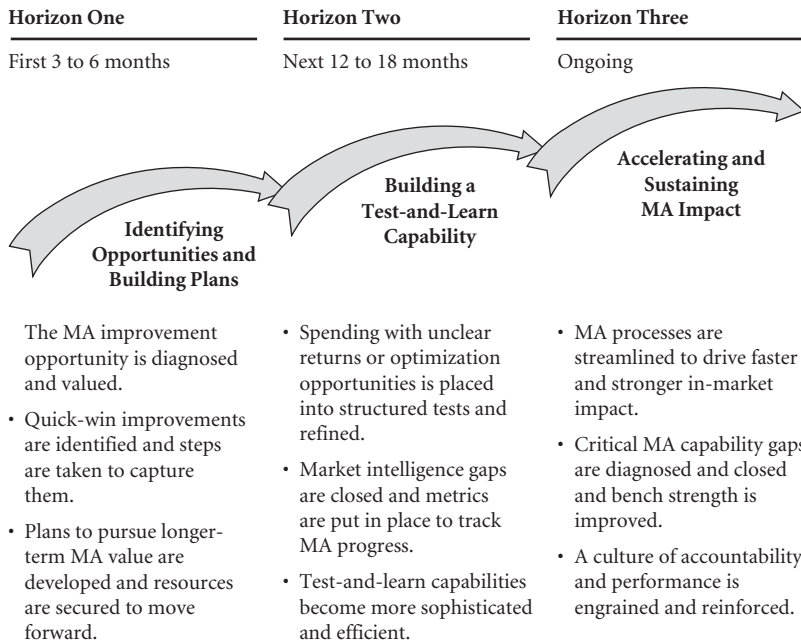 Horizon One
First 3 to 6 months
Identifying
Opportunities and
Building Plans
The MA improvement
opportunity is diagnosed
and valued.
• Quick-win improvements
are identified and steps
are taken to capture
them.
• Plans to pursue longer-
term MA value are
developed and resources
are secured to move
forward.
Horizon Two
Next 12 to 18 months
Building a
Test-and-Learn
Capability
• Spending with unclear
returns or optimization
opportunities is placed
into structured tests and
refined.
• Market intelligence gaps
are closed and metrics
are put in place to track
MA progress.
• Test-and-learn capabilities
become more sophisticated
and efficient.
Horizon Three
Ongoing
Accelerating and
Sustaining
MA Impact
• MA processes are
streamlined to drive faster
and stronger in-market
impact.
• Critical MA capability gaps
are diagnosed and closed
and bench strength is
improved.
• A culture of accountability
and performance is
engrained and reinforced.